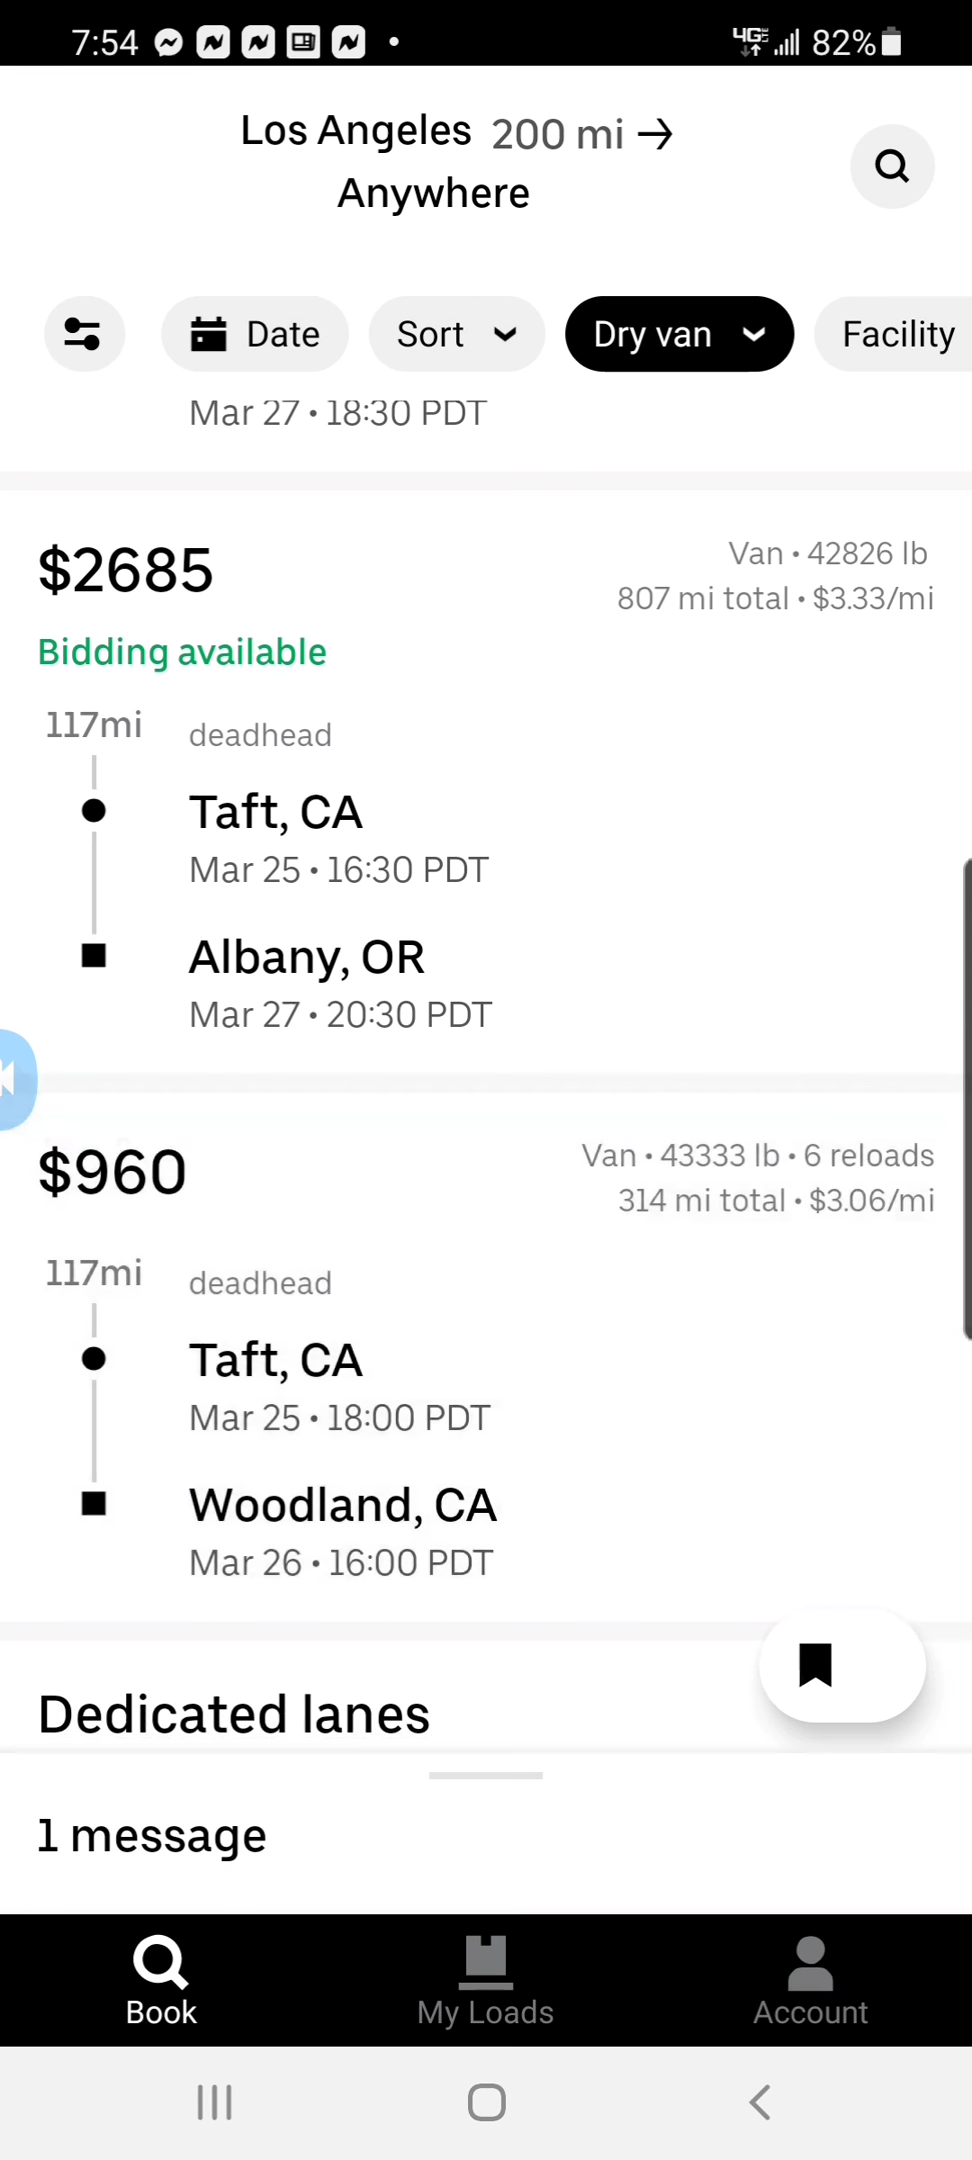 7:54
4G LTE 82%
Los Angeles 200 mi →
Anywhere
Date Sort Dry van Facility
Mar 27 • 18:30 PDT
$2685
Van • 42826 lb
807 mi total • $3.33/mi
Bidding available
117mi deadhead
Taft, CA
Mar 25 • 16:30 PDT
Albany, OR
Mar 27 • 20:30 PDT
$960
Van • 43333 lb • 6 reloads
314 mi total • $3.06/mi
117mi deadhead
Taft, CA
Mar 25 • 18:00 PDT
Woodland, CA
Mar 26 • 16:00 PDT
Dedicated lanes
1 message
Book My Loads Account